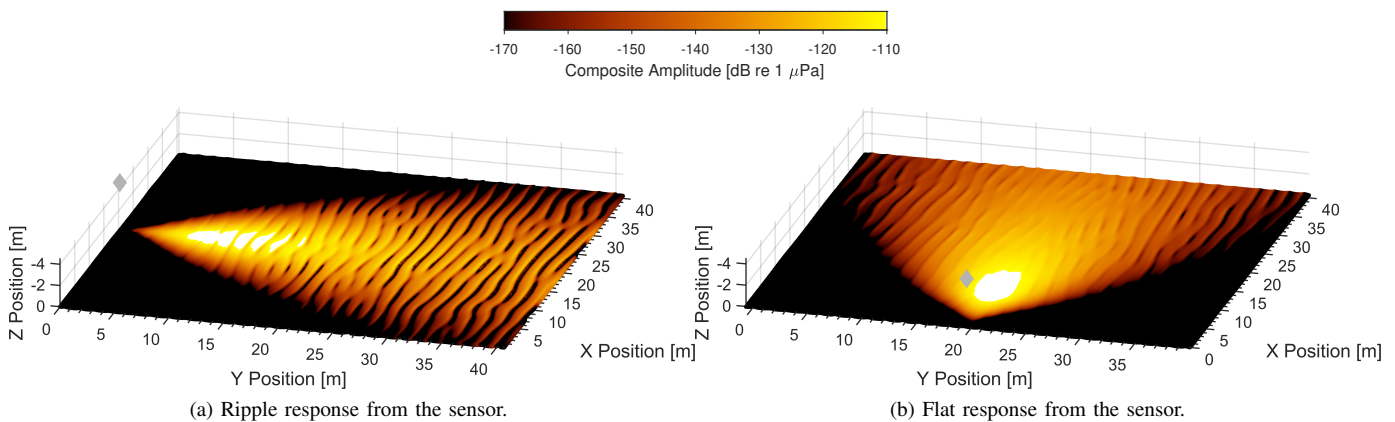 -170 -160 -150 -140 -130 -120 -110
Composite Amplitude [dB re 1 μPa]
-4
-2
0
Z Position [m]
0 5 10 15 20 25 30 35 40
Y Position [m]
5 10 15 20 25 30 35 40
X Position [m]
(a) Ripple response from the sensor.
-4
-2
0
Z Position [m]
0 5 10 15 20 25 30 35
Y Position [m]
0 5 10 15 20 25 30 35 40
X Position [m]
(b) Flat response from the sensor.